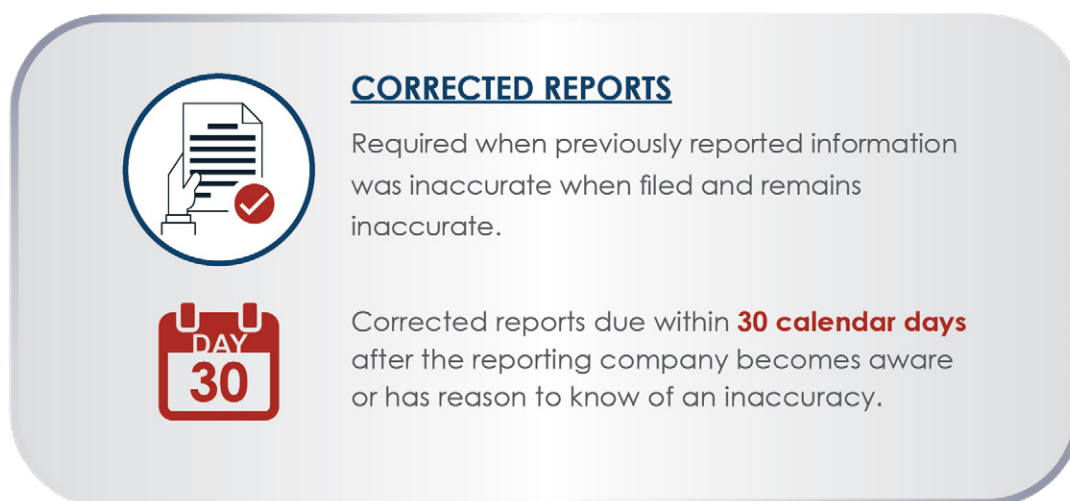 CORRECTED REPORTS
Required when previously reported information
was inaccurate when filed and remains
inaccurate.
DAY
30
Corrected reports due within 30 calendar days
after the reporting company becomes aware
or has reason to know of an inaccuracy.